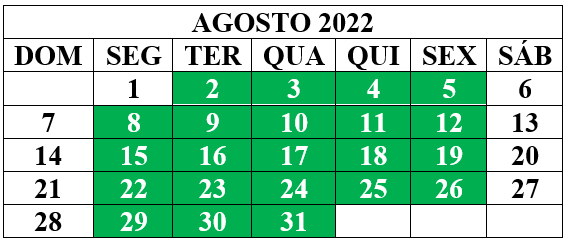 AGOSTO 2022
DOM SEG TER QUA QUI SEX SÁB
1 2 3 4 5 6
7 8 9 10 11 12 13
14 15 16 17 18 19 20
21 22 23 24 25 26 27
28 29 30 31